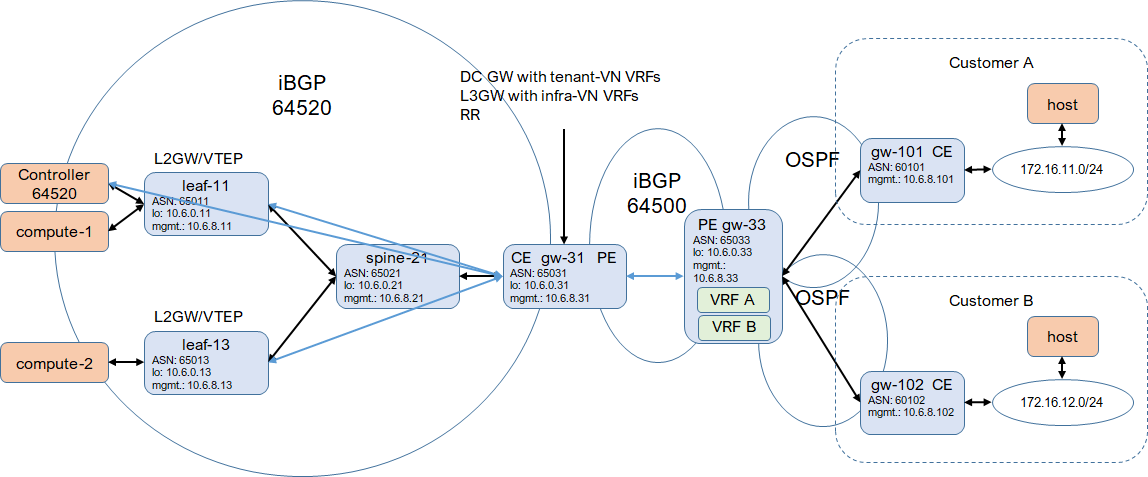 iBGP
64520
DC GW with tenant-VN VRFs
L3GW with infra-VN VRFs
RR
L2GW/VTEP
Controller
64520
compute-1
leaf-11
ASN: 65011
lo: 10.6.0.11
mgmt.: 10.6.8.11
spine-21
ASN: 65021
lo: 10.6.0.21
mgmt.: 10.6.8.21
L2GW/VTEP
compute-2
leaf-13
ASN: 65013
lo: 10.6.0.13
mgmt.: 10.6.8.13
CE gw-31 PE
ASN: 65031
lo: 10.6.0.31
mgmt.: 10.6.8.31
iBGP
64500
PE gw-33
ASN: 65033
lo: 10.6.0.33
mgmt.:
10.6.8.33
VRF A
VRF B
OSPF
OSPF
Customer A
host
gw-101 CE
ASN: 60101
mgmt.: 10.6.8.101
172.16.11.0/24
Customer B
host
gw-102 CE
ASN: 60102
mgmt.: 10.6.8.102
172.16.12.0/24